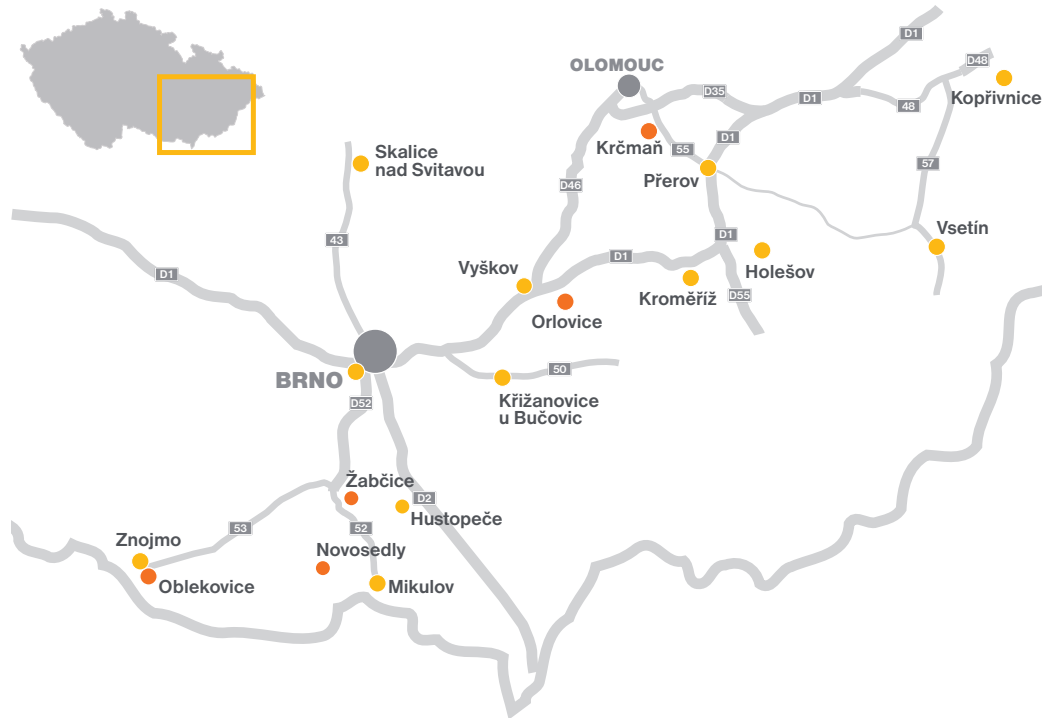 D1
D48
OLOMOUC
D35
D1
48
Kopřivnice
D1
Krčmaň
55
Skalice
nad Svitavou
57
Přerov
D46
Vsetín
D1
43
D1
D1
Vyškov
Holešov
Kroměříž
D55
Orlovice
50
BRNO
D52
Křižanovice
u Bučovic
Žabčice
D2
Hustopeče
53
52
Znojmo
Novosedly
Oblekovice
Mikulov